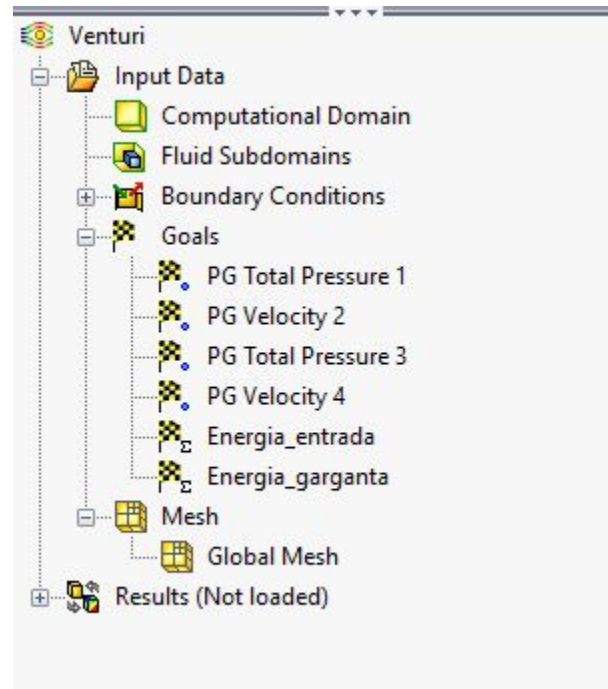 Venturi
Input Data
Computational Domain
Fluid Subdomains
Boundary Conditions
Goals
PG Total Pressure 1
PG Velocity 2
PG Total Pressure 3
PG Velocity 4
Energia_entrada
Energia_garganta
Mesh
Global Mesh
Results (Not loaded)